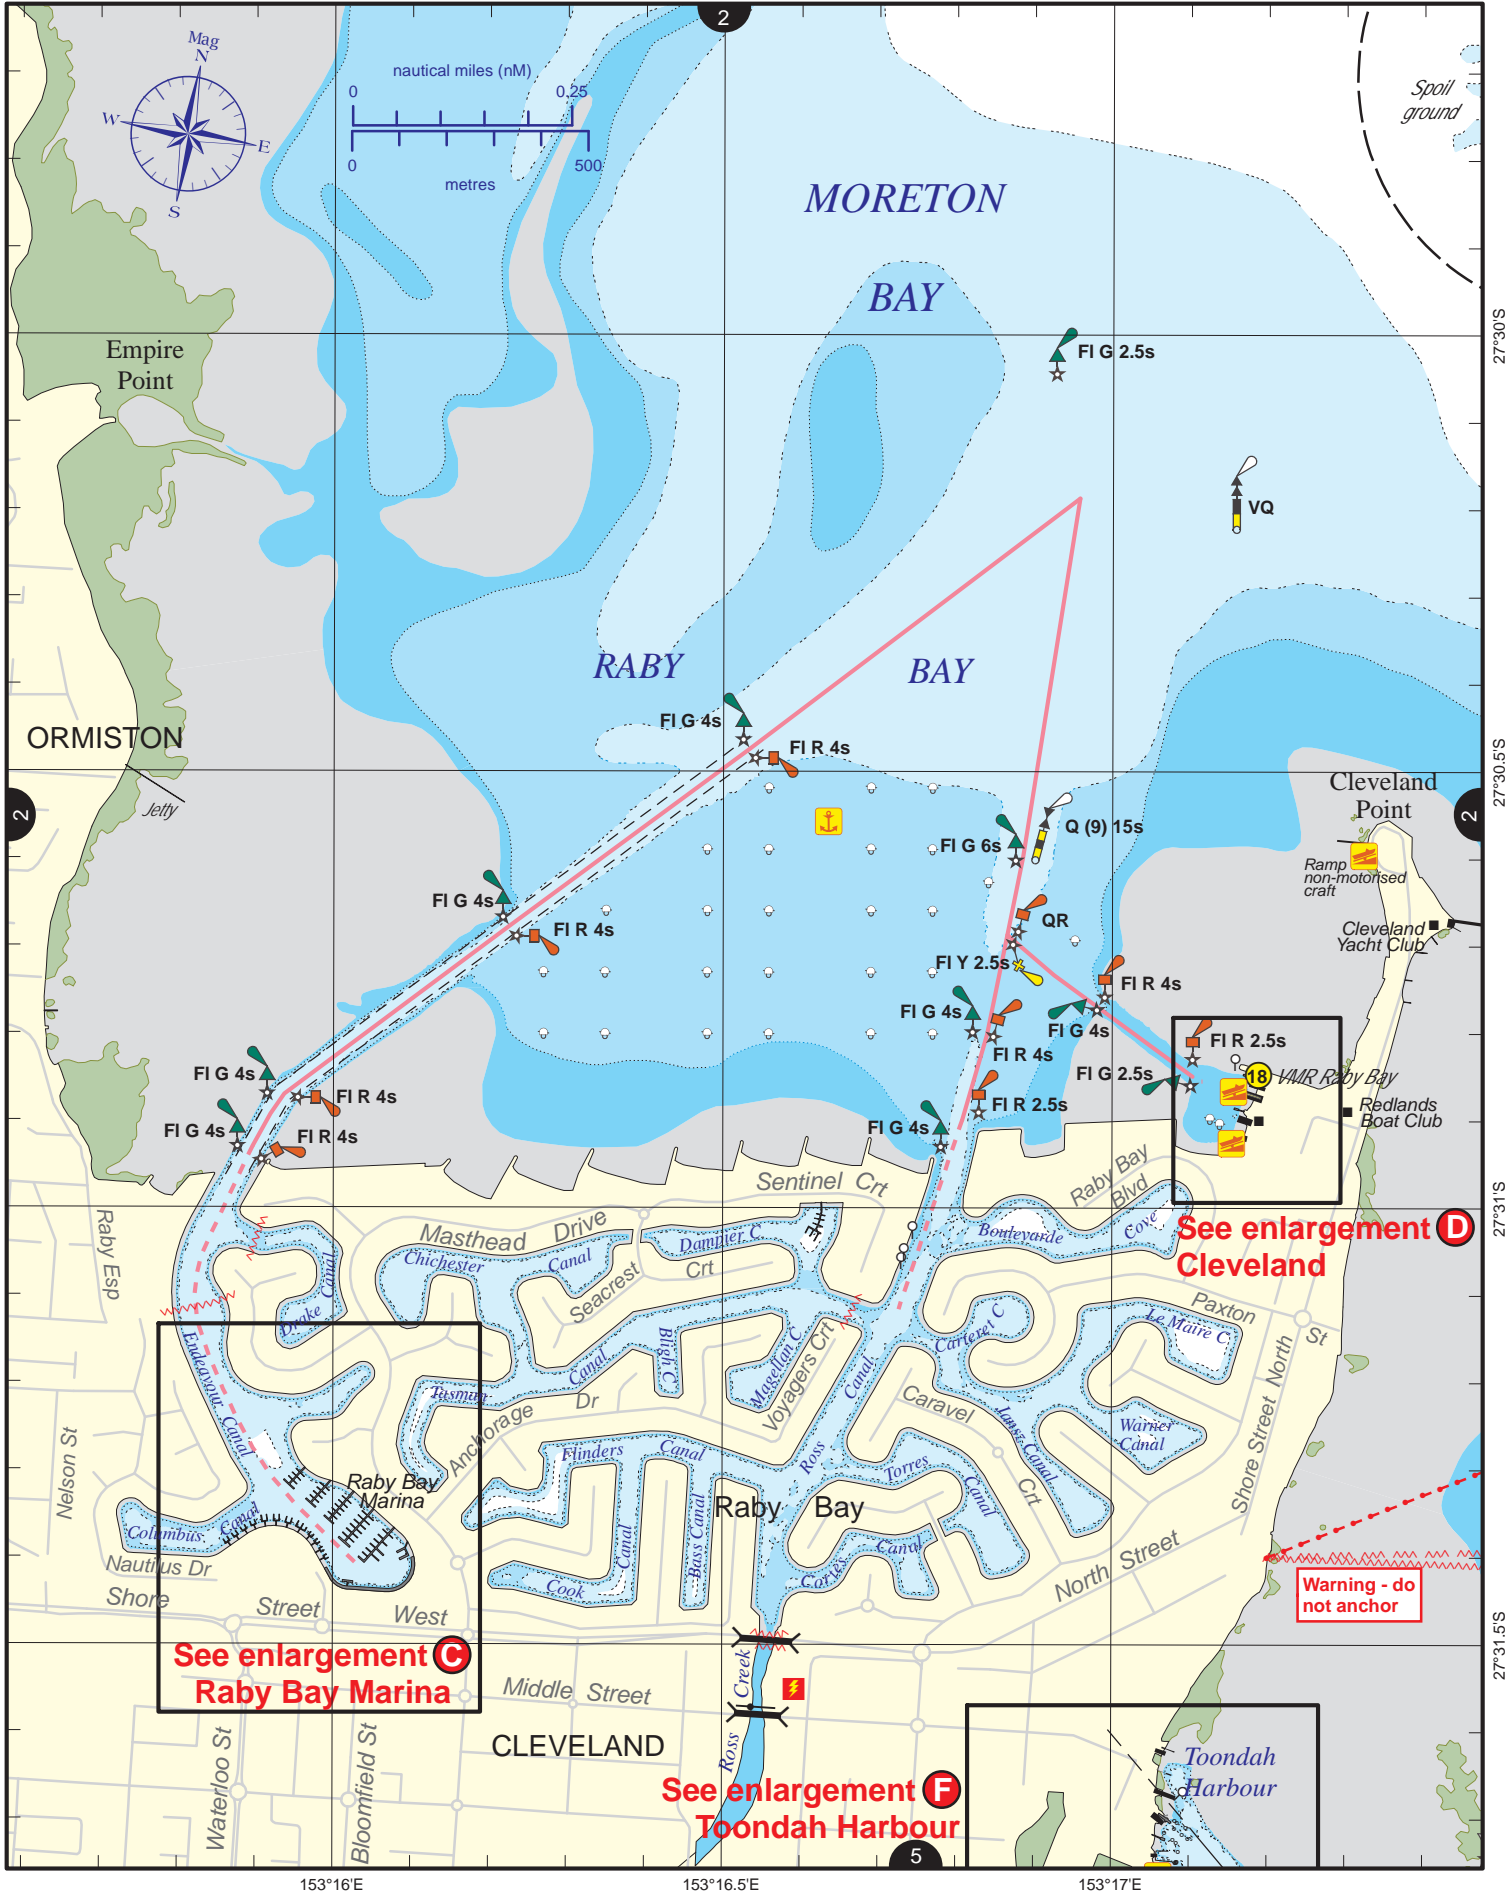 2
Mag
N
W
E
S
nautical miles (nM)
0
0.25
0
500
metres
Spoil
ground
MORETON
BAY
27°30'S
Empire
Point
Fl G 2.5s
VQ
RABY
BAY
Fl G 4s
Fl R 4s
ORMISTON
Jetty
27°30.5'S
Cleveland
Point
2
2
Q (9) 15s
Fl G 6s
Ramp
non-motorised
craft
Fl G 4s
Fl R 4s
QR
Cleveland
Yacht Club
Fl Y 2.5s
Fl R 4s
Fl G 4s
Fl G 4s
Fl R 4s
Fl R 2.5s
Fl G 4s
Fl R 4s
Fl G 2.5s
18
VMR Raby Bay
Fl R 2.5s
Redlands
Boat Club
Fl G 4s
Fl R 4s
Fl G 4s
Sentinel Crt
Raby Bay
Blvd
27°31'S
Raby Esp
Masthead Drive
Dampier C
Boulevarde
Cove
See enlargement D
Cleveland
Chichester
Canal
Crt
Seacrest
Drake Canal
Paxton
St
Le Maire C
Carteret C
Endeavour Canal
Canal
Bligh C
Magellan C
Voyagers Crt
Canal
Tasman
Dr
Anchorage
Caravel
Crt
Jansz Canal
Warner
Canal
Shore Street North
Nelson St
Raby Bay
Marina
Flinders
Canal
Ross
Torres
Canal
Columbus
Canal
Bass Canal
Canal
Raby Bay
Canal
Cortes
Cook
Nautilus Dr
Shore
Street
West
North Street
Warning - do
not anchor
27°31.5'S
See enlargement C
Raby Bay Marina
Creek
Ross
Middle Street
CLEVELAND
Waterloo St
Bloomfield St
See enlargement F
Toondah Harbour
Toondah
Harbour
5
153°16'E
153°16.5'E
153°17'E